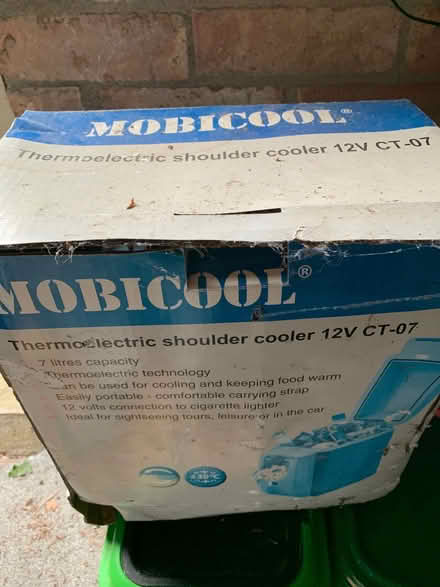 MOBICOOL®
Thermoelectric shoulder cooler 12V CT-07
MOBICOOL®
Thermoelectric shoulder cooler 12V CT-07
7 litres capacity
Thermoelectric technology
can be used for cooling and keeping food warm
Easily portable - comfortable carrying strap
12 volts connection to cigarette lighter
Ideal for sightseeing tours, leisure or in the car